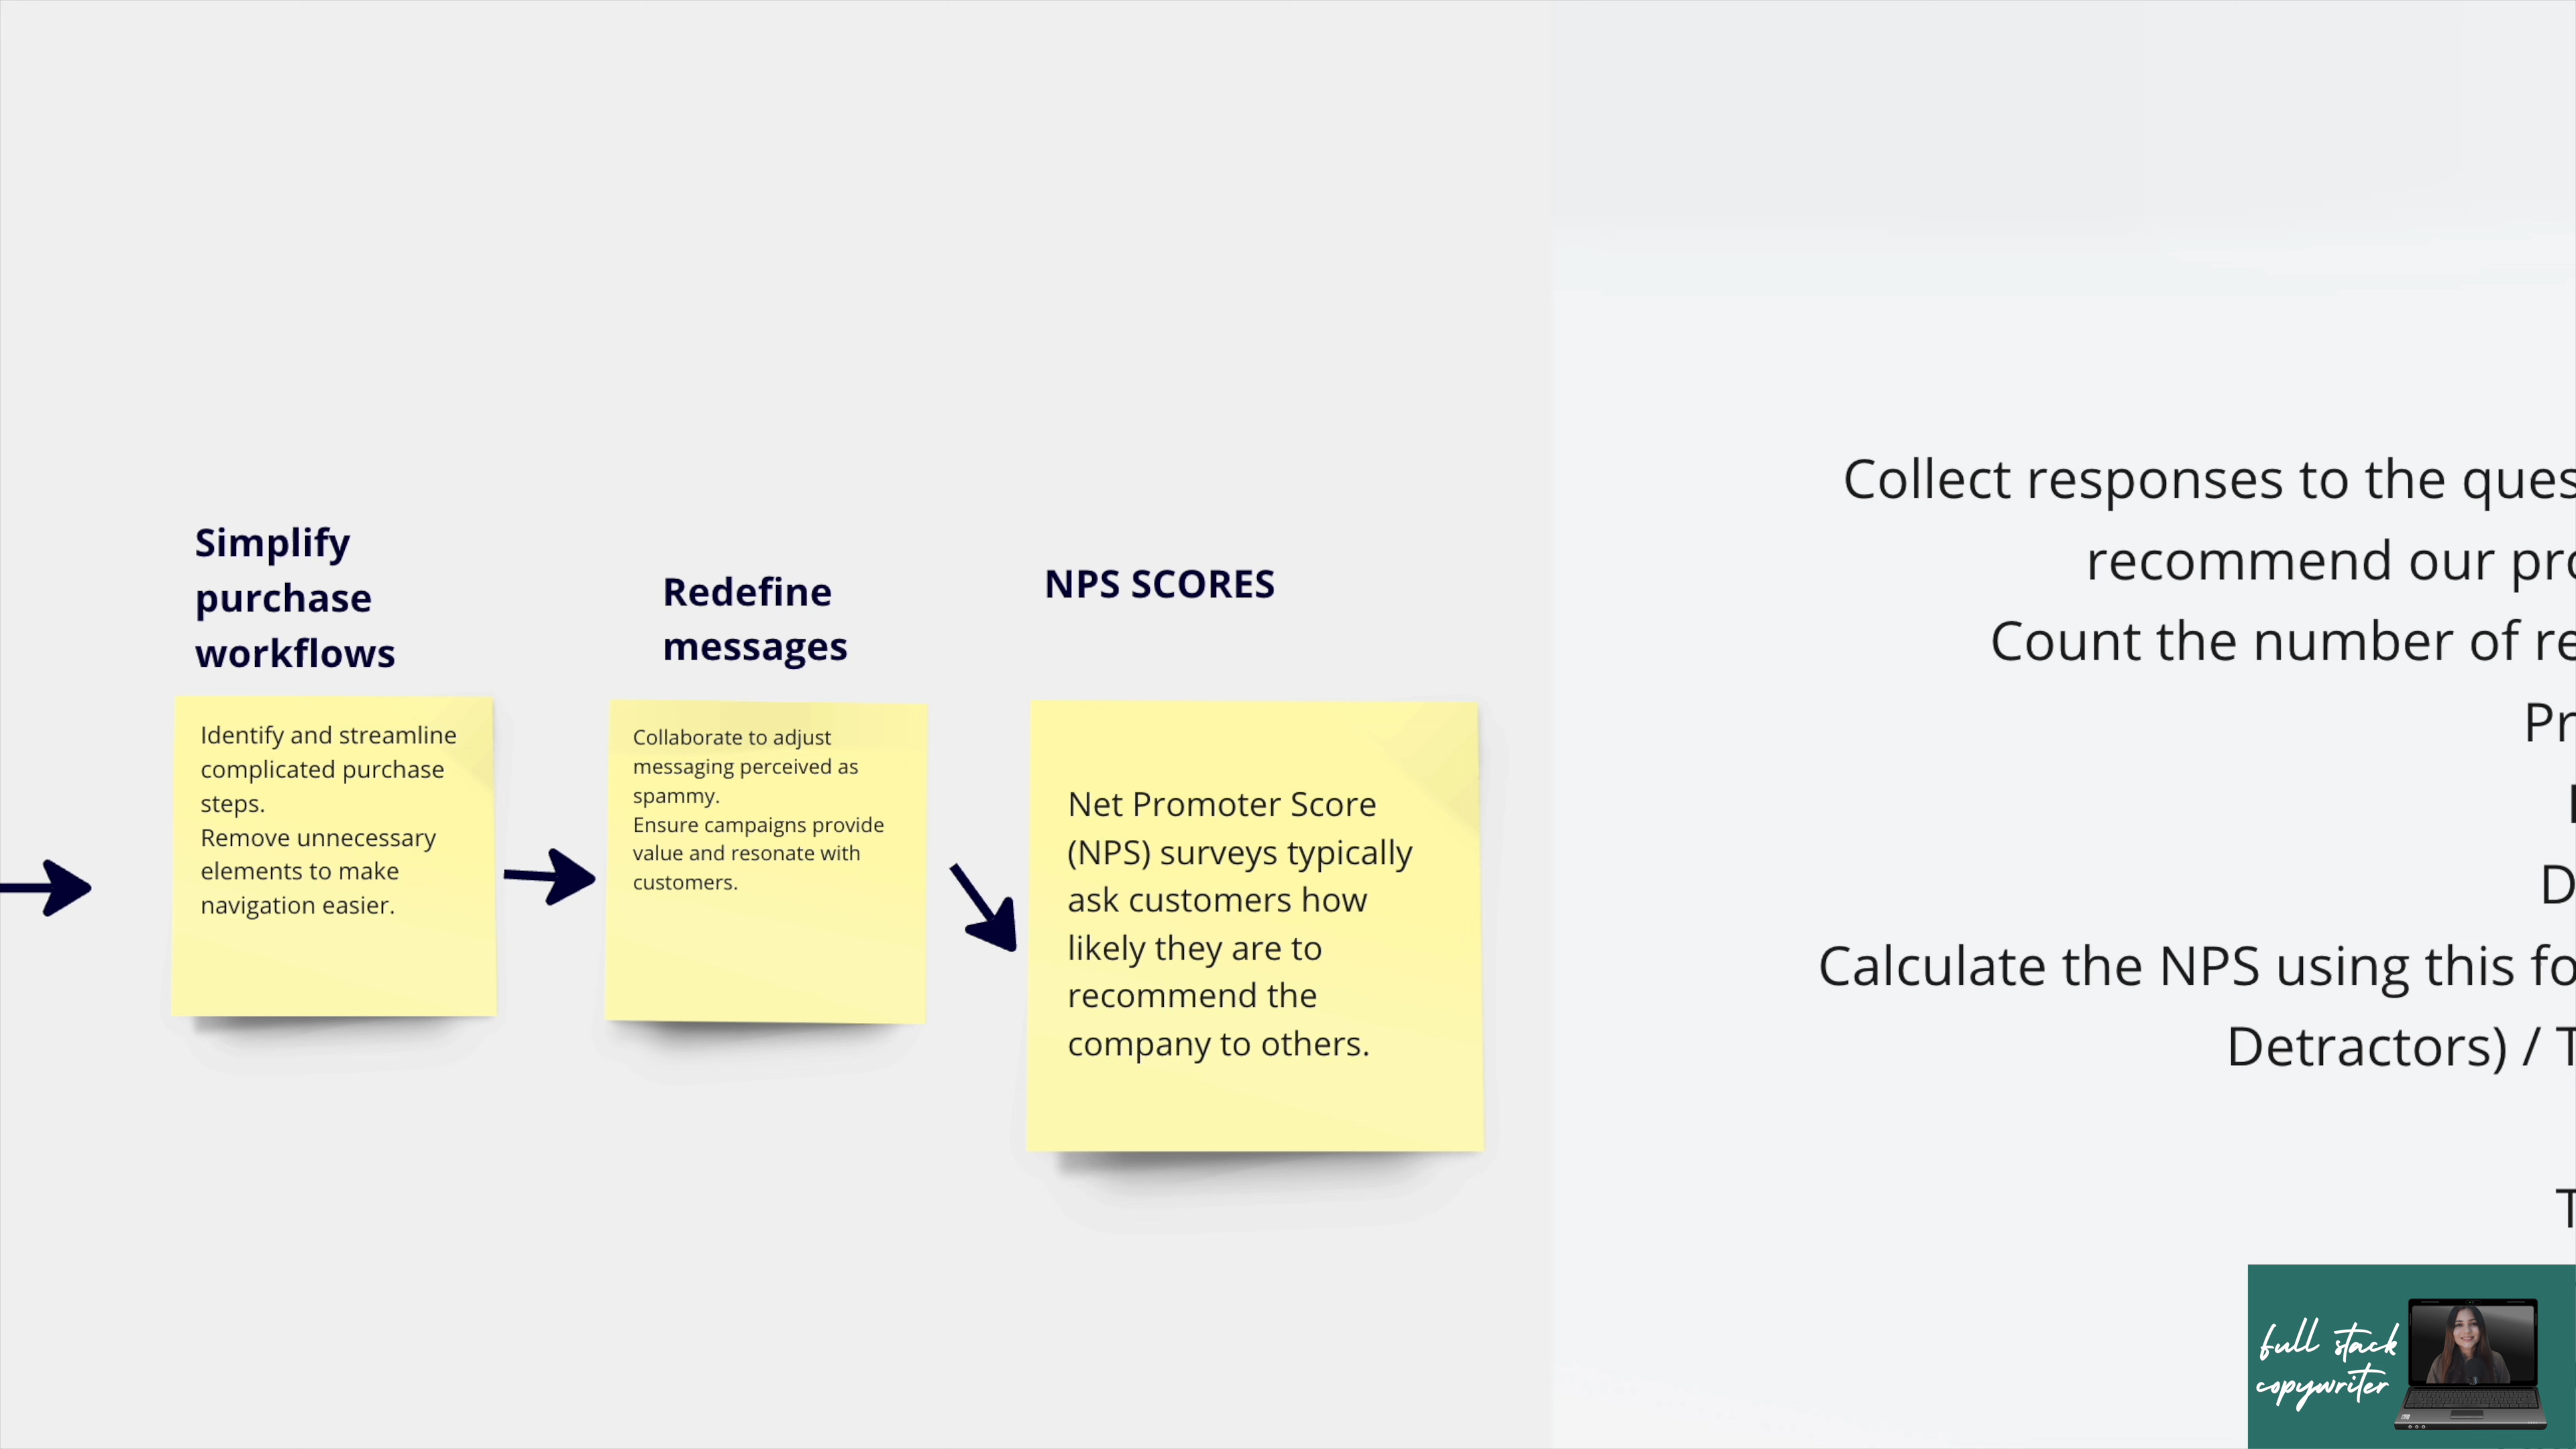 Simplify
purchase
workflows
Identify and streamline
complicated purchase
steps.
Remove unnecessary
elements to make
navigation easier.
Redefine
messages
Collaborate to adjust
messaging perceived as
spammy.
Ensure campaigns provide
value and resonate with
customers.
NPS SCORES
Net Promoter Score
(NPS) surveys typically
ask customers how
likely they are to
recommend the
company to others.
Collect responses to the
recommend our
Count the number of
Calculate the NPS using this
Detractors) /
full stack
copywriter